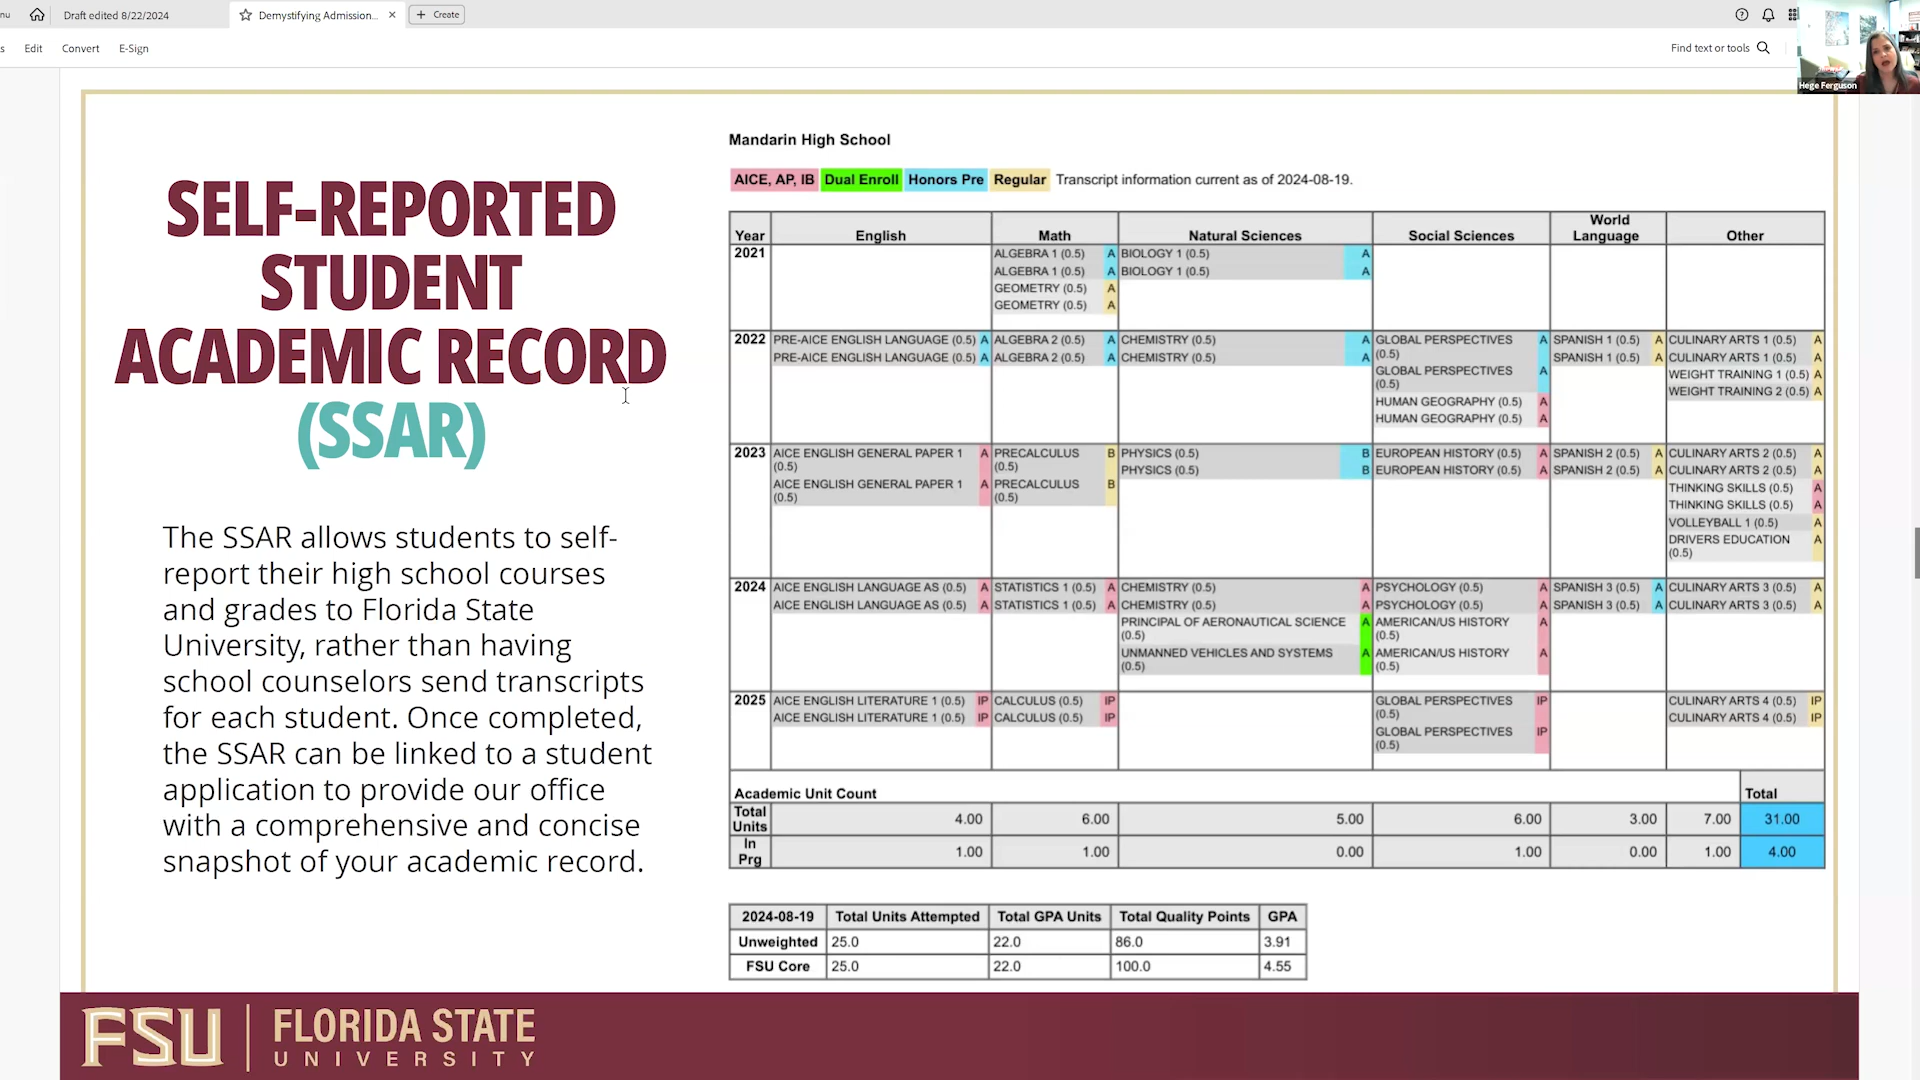 nu
Draft edited 8/22/2024
Demystifying Admission...
Create
s
Edit
Convert
E-Sign
Find text or tools
Hege Ferguson
SELF-REPORTED
STUDENT
ACADEMIC RECORD
(SSAR)
The SSAR allows students to self-
report their high school courses
and grades to Florida State
University, rather than having
school counselors send transcripts
for each student. Once completed,
the SSAR can be linked to a student
application to provide our office
with a comprehensive and concise
snapshot of your academic record.
Mandarin High School
AICE, AP, IB Dual Enroll Honors Pre Regular Transcript information current as of 2024-08-19.
World
Year English Math Natural Sciences Social Sciences Language Other
2021 ALGEBRA 1 (0.5) A BIOLOGY 1 (0.5) A
ALGEBRA 1 (0.5) A BIOLOGY 1 (0.5) A
GEOMETRY (0.5) A
GEOMETRY (0.5) A
2022 PRE-AICE ENGLISH LANGUAGE (0.5) A ALGEBRA 2 (0.5) A CHEMISTRY (0.5) A GLOBAL PERSPECTIVES A SPANISH 1 (0.5) A CULINARY ARTS 1 (0.5) A
(0.5)
PRE-AICE ENGLISH LANGUAGE (0.5) A ALGEBRA 2 (0.5) A CHEMISTRY (0.5) A SPANISH 1 (0.5) A CULINARY ARTS 1 (0.5) A
GLOBAL PERSPECTIVES A WEIGHT TRAINING 1 (0.5) A
(0.5)
WEIGHT TRAINING 2 (0.5) A
HUMAN GEOGRAPHY (0.5) A
HUMAN GEOGRAPHY (0.5) A
2023 AICE ENGLISH GENERAL PAPER 1 A PRECALCULUS B PHYSICS (0.5) B EUROPEAN HISTORY (0.5) A SPANISH 2 (0.5) A CULINARY ARTS 2 (0.5) A
(0.5) (0.5) PHYSICS (0.5) B EUROPEAN HISTORY (0.5) A SPANISH 2 (0.5) A CULINARY ARTS 2 (0.5) A
AICE ENGLISH GENERAL PAPER 1 A PRECALCULUS B THINKING SKILLS (0.5) A
(0.5) (0.5) THINKING SKILLS (0.5) A
VOLLEYBALL 1 (0.5) A
DRIVERS EDUCATION A
(0.5)
2024 AICE ENGLISH LANGUAGE AS (0.5) A STATISTICS 1 (0.5) A CHEMISTRY (0.5) A PSYCHOLOGY (0.5) A SPANISH 3 (0.5) A CULINARY ARTS 3 (0.5) A
AICE ENGLISH LANGUAGE AS (0.5) A STATISTICS 1 (0.5) A CHEMISTRY (0.5) A PSYCHOLOGY (0.5) A SPANISH 3 (0.5) A CULINARY ARTS 3 (0.5) A
PRINCIPAL OF AERONAUTICAL SCIENCE A AMERICAN/US HISTORY A
(0.5) (0.5)
UNMANNED VEHICLES AND SYSTEMS A AMERICAN/US HISTORY A
(0.5) (0.5)
2025 AICE ENGLISH LITERATURE 1 (0.5) IP CALCULUS (0.5) IP GLOBAL PERSPECTIVES IP CULINARY ARTS 4 (0.5) IP
(0.5)
AICE ENGLISH LITERATURE 1 (0.5) IP CALCULUS (0.5) IP CULINARY ARTS 4 (0.5) IP
GLOBAL PERSPECTIVES IP
(0.5)
Academic Unit Count Total
Total
Units 4.00 6.00 5.00 6.00 3.00 7.00 31.00
In
Prg 1.00 1.00 0.00 1.00 0.00 1.00 4.00
2024-08-19 Total Units Attempted Total GPA Units Total Quality Points GPA
Unweighted 25.0 22.0 86.0 3.91
FSU Core 25.0 22.0 100.0 4.55
FSU FLORIDA STATE
UNIVERSITY